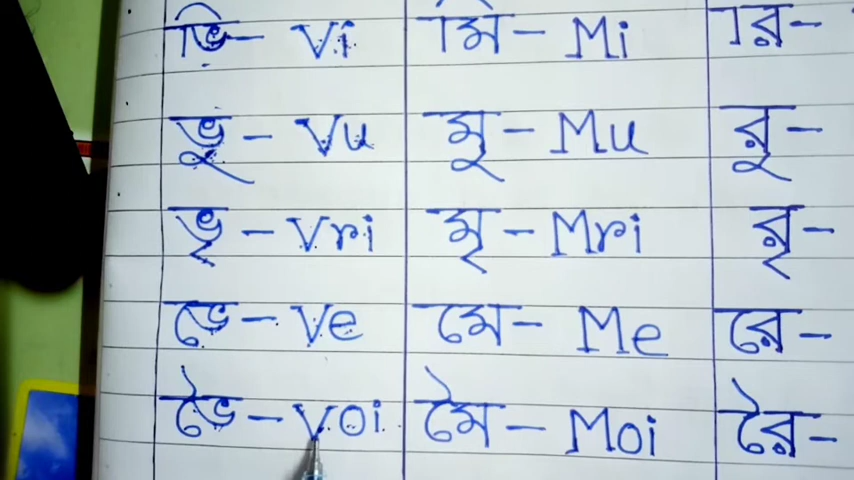 ভি - Vi মি - Mi রি -
ভু - Vu মু - Mu রু -
ভৃ - Vri মৃ - Mri রৃ -
ভে - Ve মে - Me রে -
ভৈ - Voi মৈ - Moi রৈ -